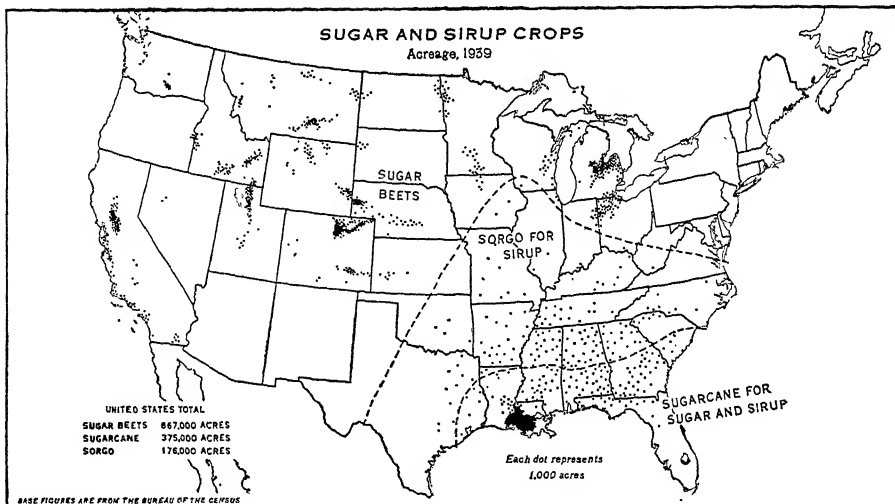 SUGAR AND SIRUP CROPS
Acreage, 1939
SUGAR
BEETS
SORGO FOR
SIRUP
SUGARCANE FOR
SUGAR AND SIRUP
UNITED STATES TOTAL
SUGAR BEETS 667,000 ACRES
SUGARCANE 375,000 ACRES
SORGO 176,000 ACRES
Each dot represents
1,000 acres
BASE FIGURES ARE FROM THE BUREAU OF THE CENSUS